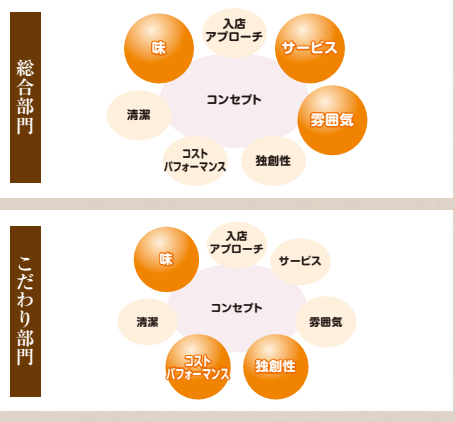 総合部門
入店
アプローチ
味
サービス
コンセプト
清潔
雰囲気
コスト
パフォーマンス
独創性
こだわり部門
入店
アプローチ
味
サービス
コンセプト
清潔
雰囲気
コスト
パフォーマンス
独創性